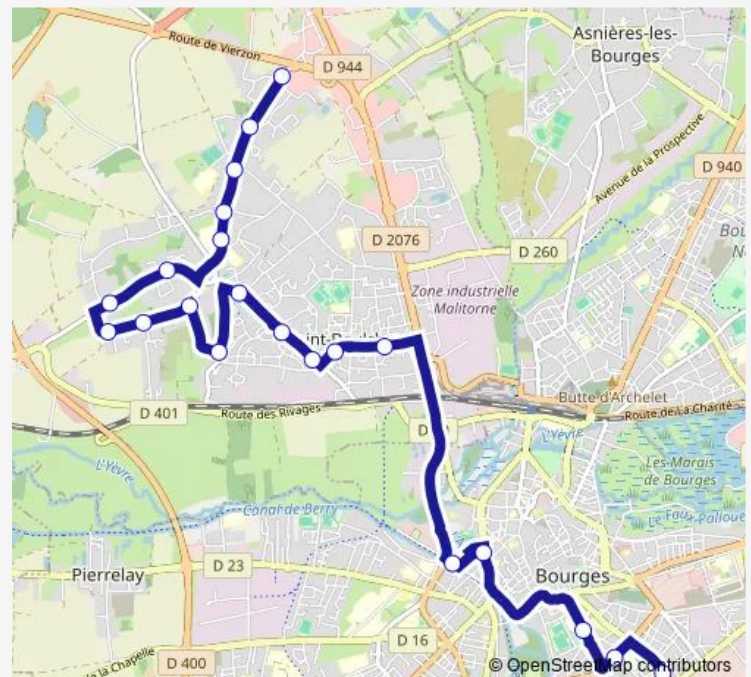 Asnières-les-
Bourges
Route de Vierzon
D 944
Avenue de la Prospective
D 940
D 2076
D 260
Zone industrielle
Malitorne
Butte d'Archelet
D 401
Route des Rivages
Route de La Charité
L'Yèvre
L'Yèvre
Les Marais
de Bourges
Canal de Berry
Pierrelay
D 23
Bourges
D 16
D 400
© OpenStreetMap contributors